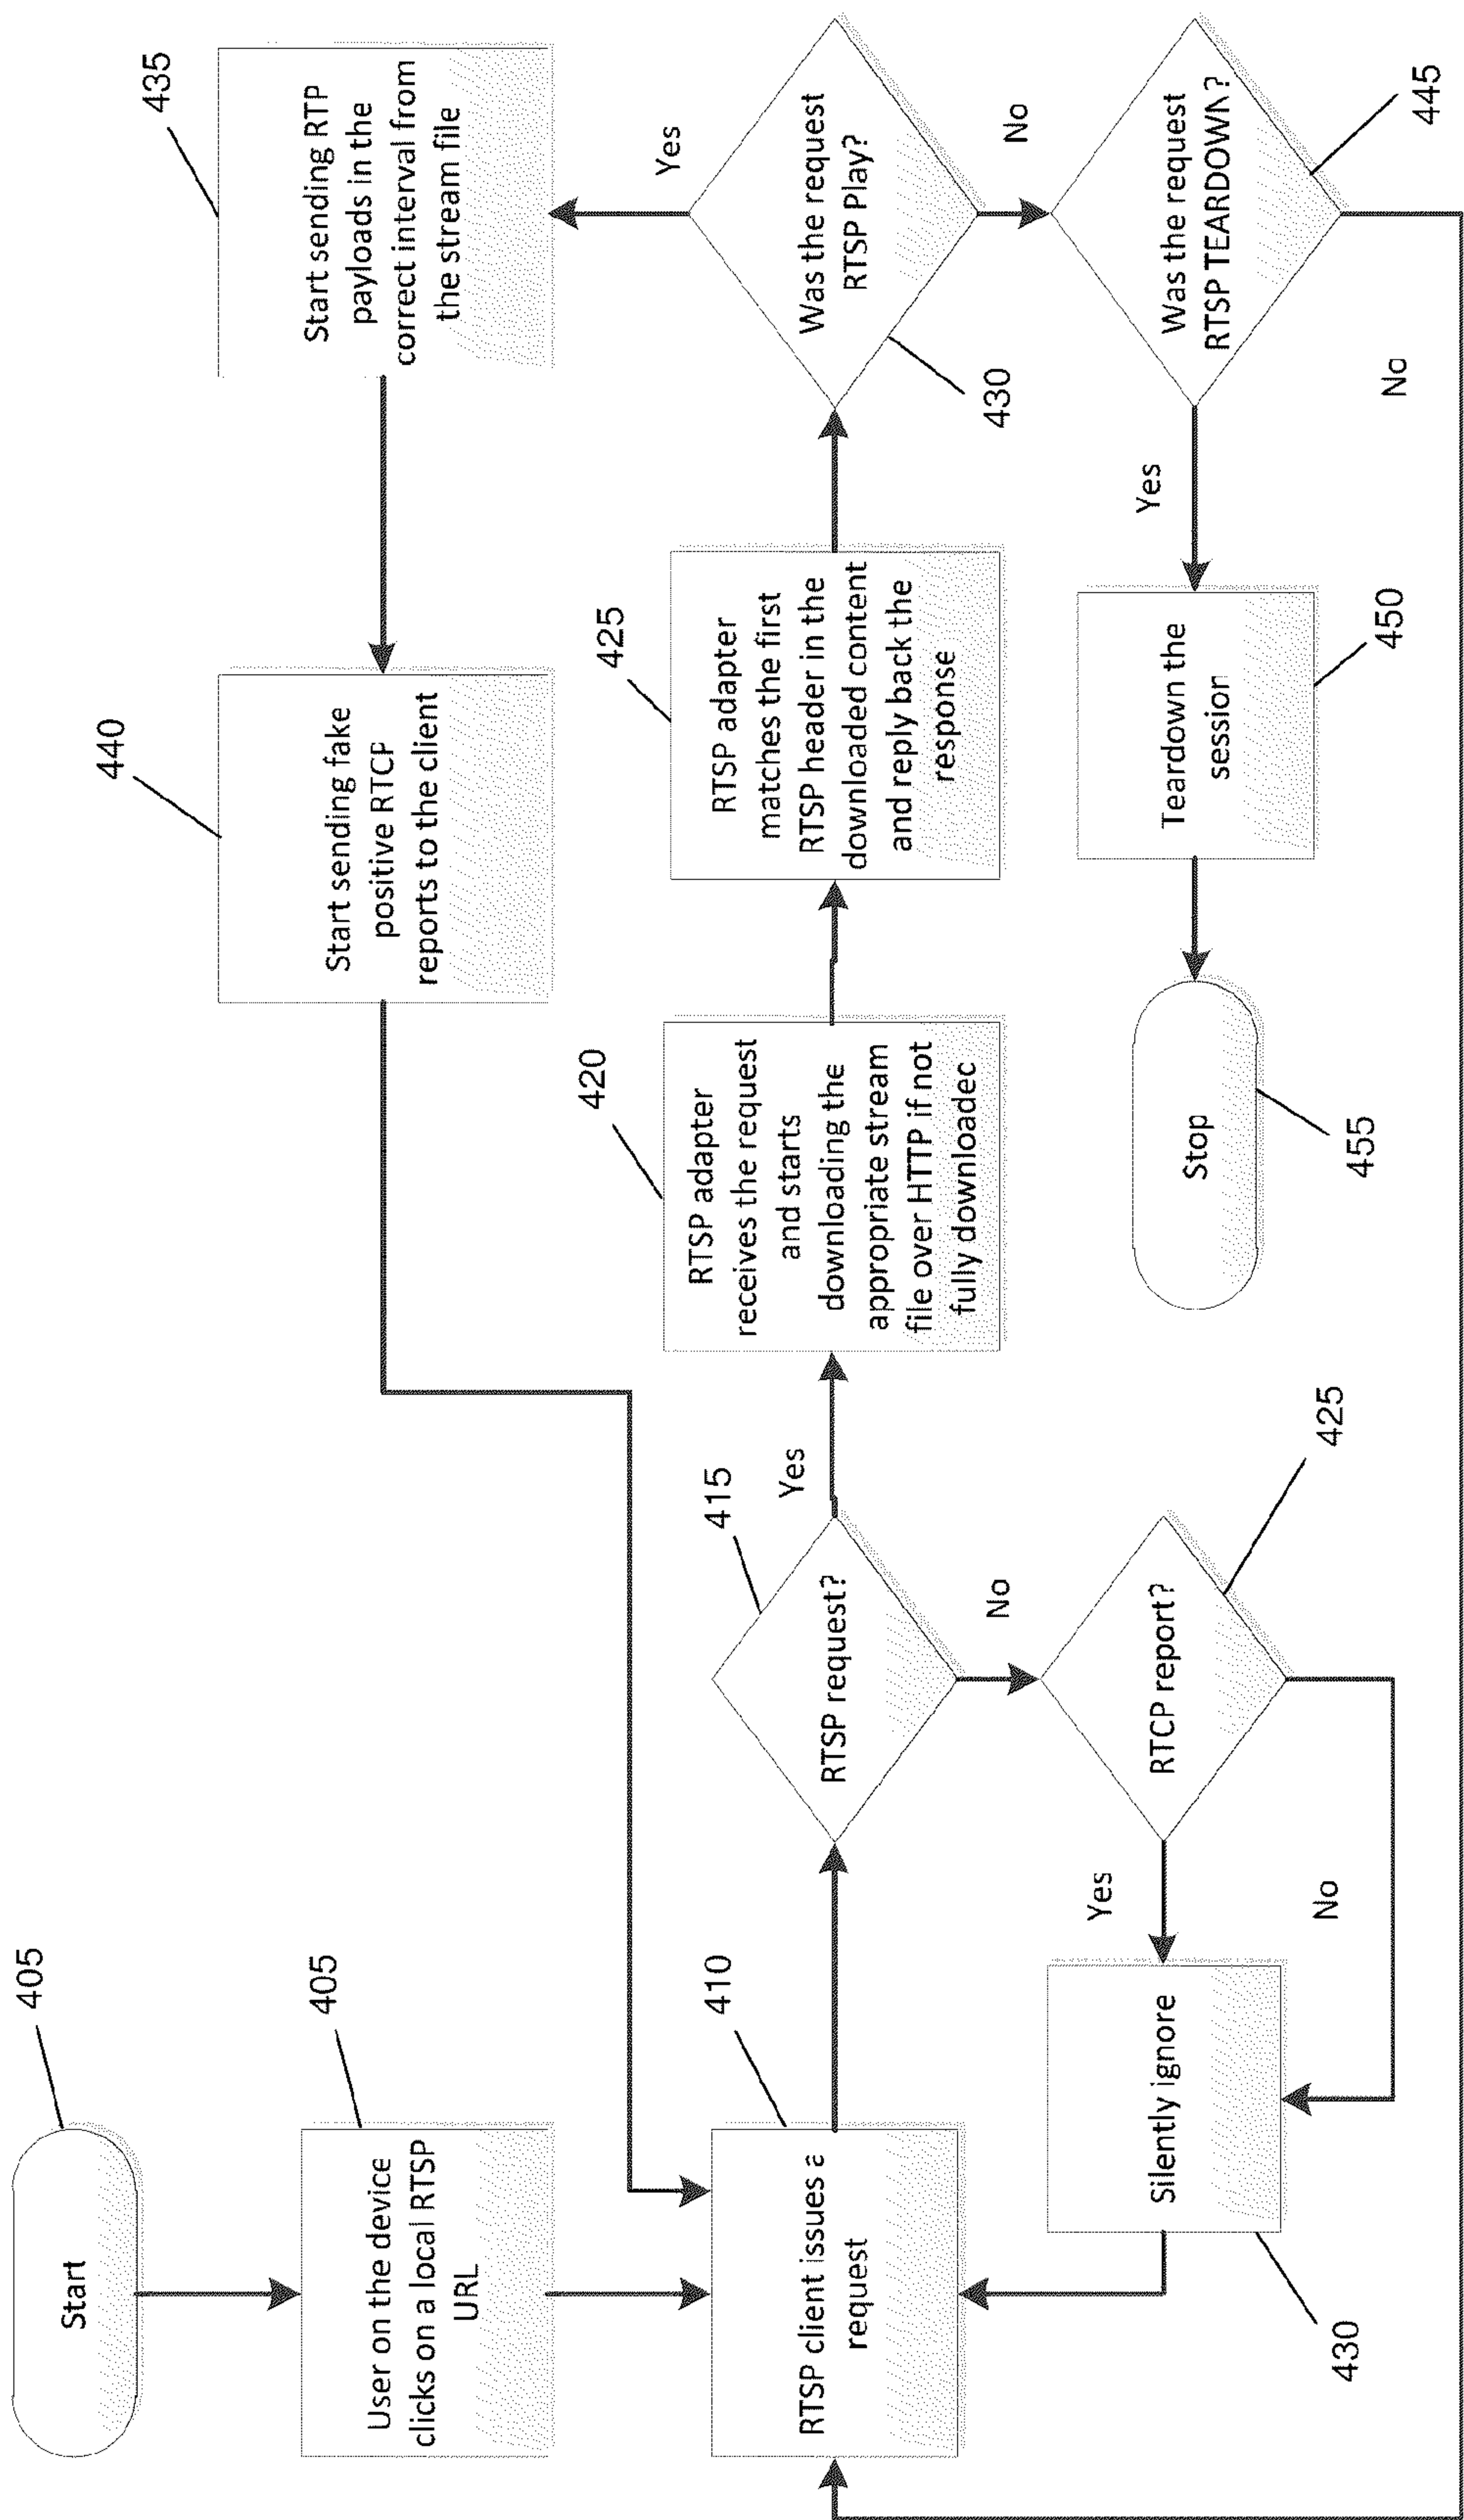 405
Start
405
User on the device
clicks on a local RTSP
URL
410
RTSP client issues a
request
415
RTSP request?
Yes
No
425
RTCP report?
Yes
No
Silently ignore
430
420
RTSP adapter
receives the request
and starts
downloading the
appropriate stream
file over HTTP if not
fully downloadec
425
RTSP adapter
matches the first
RTSP header in the
downloaded content
and reply back the
response
430
Was the request
RTSP Play?
Yes
No
435
Start sending RTP
payloads in the
correct interval from
the stream file
440
Start sending fake
positive RTCP
reports to the client
445
Was the request
RTSP TEARDOWN?
Yes
No
450
Teardown the
session
455
Stop